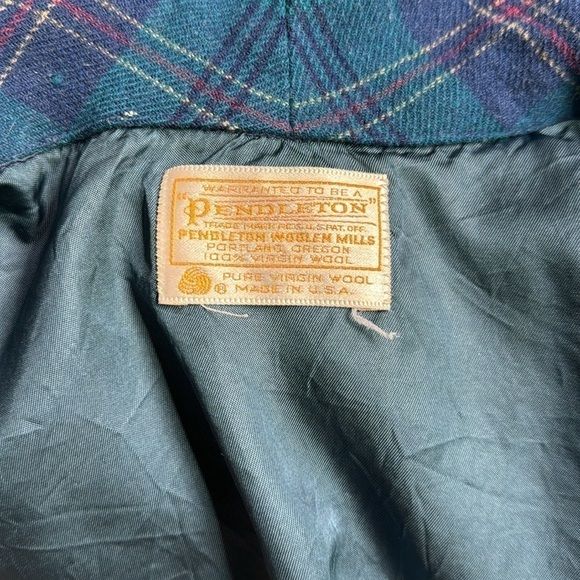 WARRANTED TO BE A
"PENDLETON"
TRADE MARK REG. U.S. PAT. OFF.
PENDLETON WOOLEN MILLS
PORTLAND, OREGON
100% VIRGIN WOOL
PURE VIRGIN WOOL
® MADE IN U.S.A.